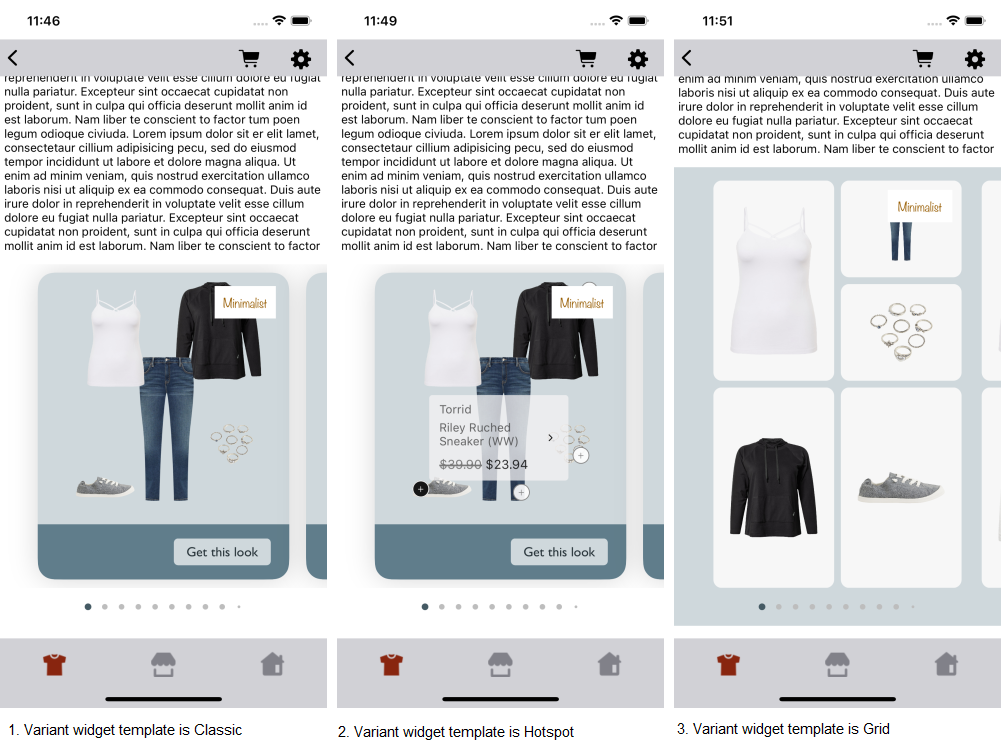 11:46
reprehenderit in voluptate velit esse cillum dolore eu fugiat
nulla pariatur. Excepteur sint occaecat cupidatat non
proident, sunt in culpa qui officia deserunt mollit anim id
est laborum. Nam liber te conscient to factor tum poen
legum odioque civiuda. Lorem ipsum dolor sit er elit lamet,
consectetaur cillium adipisicing pecu, sed do eiusmod
tempor incididunt ut labore et dolore magna aliqua. Ut
enim ad minim veniam, quis nostrud exercitation ullamco
laboris nisi ut aliquip ex ea commodo consequat. Duis aute
irure dolor in reprehenderit in voluptate velit esse cillum
dolore eu fugiat nulla pariatur. Excepteur sint occaecat
cupidatat non proident, sunt in culpa qui officia deserunt
mollit anim id est laborum. Nam liber te conscient to factor
Minimalist
Get this look
1. Variant widget template is Classic
11:49
reprehenderit in voluptate velit esse cillum dolore eu fugiat
nulla pariatur. Excepteur sint occaecat cupidatat non
proident, sunt in culpa qui officia deserunt mollit anim id
est laborum. Nam liber te conscient to factor tum poen
legum odioque civiuda. Lorem ipsum dolor sit er elit lamet,
consectetaur cillium adipisicing pecu, sed do eiusmod
tempor incididunt ut labore et dolore magna aliqua. Ut
enim ad minim veniam, quis nostrud exercitation ullamco
laboris nisi ut aliquip ex ea commodo consequat. Duis aute
irure dolor in reprehenderit in voluptate velit esse cillum
dolore eu fugiat nulla pariatur. Excepteur sint occaecat
cupidatat non proident, sunt in culpa qui officia deserunt
mollit anim id est laborum. Nam liber te conscient to factor
Minimalist
Torrid
Riley Ruched
Sneaker (WW)
$39.90 $23.94
Get this look
2. Variant widget template is Hotspot
11:51
enim ad minim veniam, quis nostrud exercitation ullamco
laboris nisi ut aliquip ex ea commodo consequat. Duis aute
irure dolor in reprehenderit in voluptate velit esse cillum
dolore eu fugiat nulla pariatur. Excepteur sint occaecat
cupidatat non proident, sunt in culpa qui officia deserunt
mollit anim id est laborum. Nam liber te conscient to factor
Minimalist
3. Variant widget template is Grid